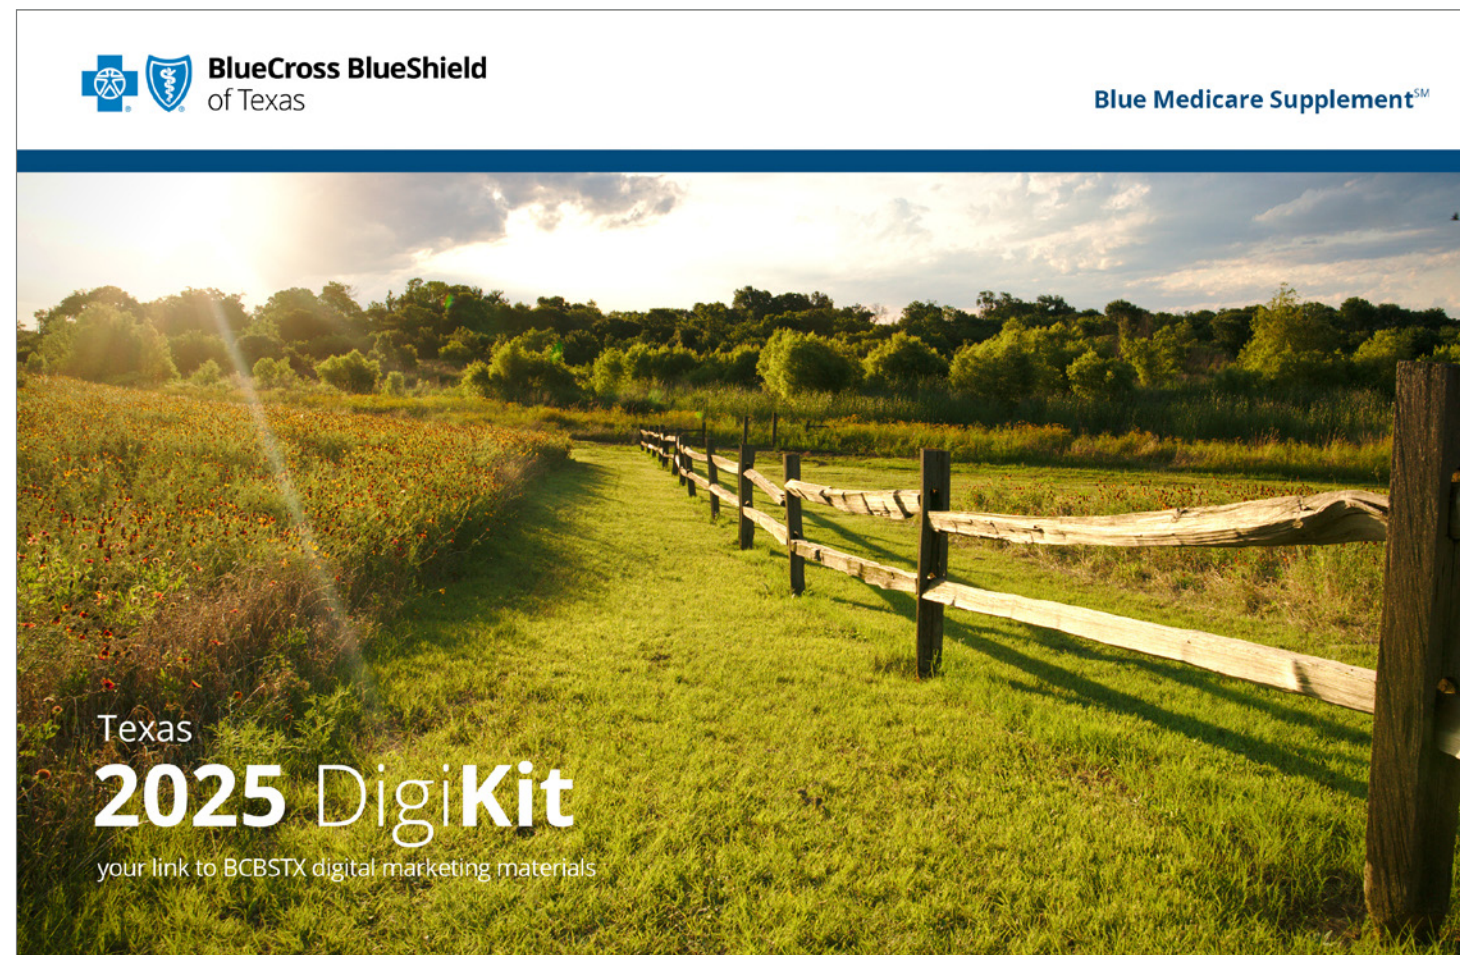 BlueCross BlueShield
of Texas
Blue Medicare Supplement℠
Texas
2025 DigiKit
your link to BCBSTX digital marketing materials